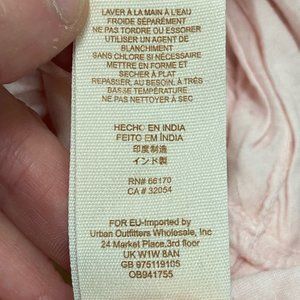 LAVER À LA MAIN À L'EAU
FROIDE SÉPARÉMENT
NE PAS TORDRE OU ESSORER
UTILISER UN AGENT DE
BLANCHIMENT
SANS CHLORE SI NÉCESSAIRE
METTRE EN FORME ET
SECHER À PLAT
REPASSER, AU BESOIN, À TRÈS
BASSE TEMPÉRATURE
NE PAS NETTOYER À SEC
HECHO EN INDIA
FEITO EM ÍNDIA
印度制造
インド製
RN# 66170
CA# 32054
FOR EU-Imported by
Urban Outfitters Wholesale, Inc
24 Market Place,3rd floor
UK W1W 8AN
GB 975119105
OB941755